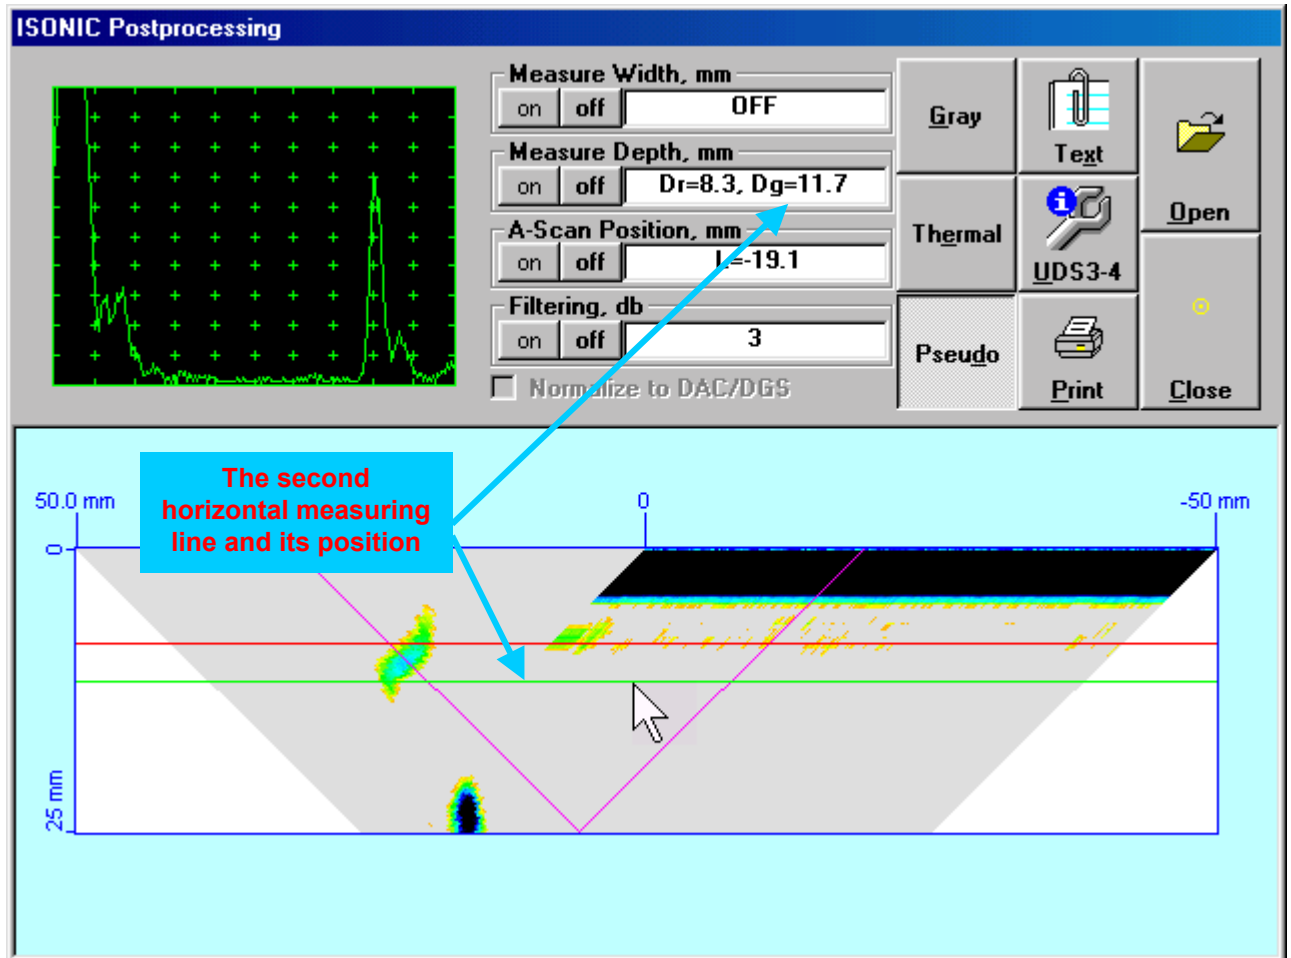 ISONIC Postprocessing
Measure Width, mm
on off OFF
Measure Depth, mm
on off Dr=8.3, Dg=11.7
A-Scan Position, mm
on off L=-19.1
Filtering, db
on off 3
Normalize to DAC/DGS
Gray
Thermal
Pseudo
Text
UDS3-4
Print
Open
Close
The second
horizontal measuring
line and its position
50.0 mm
0
-50 mm
0
25 mm